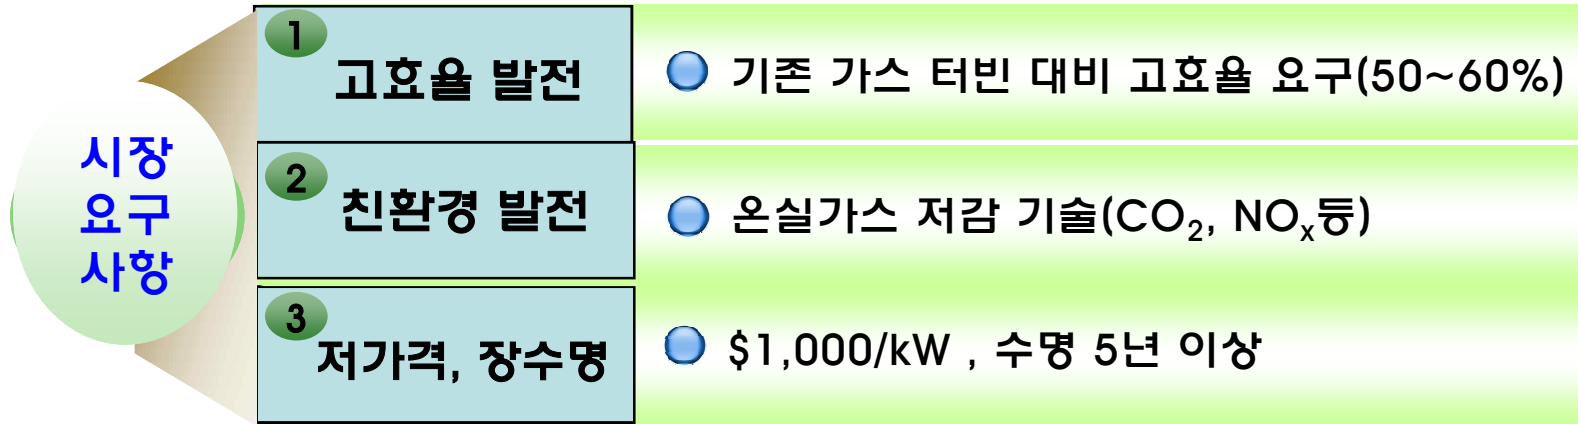 시장
요구
사항
1
고효율 발전
기존 가스 터빈 대비 고효율 요구(50~60%)
2
친환경 발전
온실가스 저감 기술(CO₂, NOₓ등)
3
저가격, 장수명
$1,000/kW , 수명 5년 이상